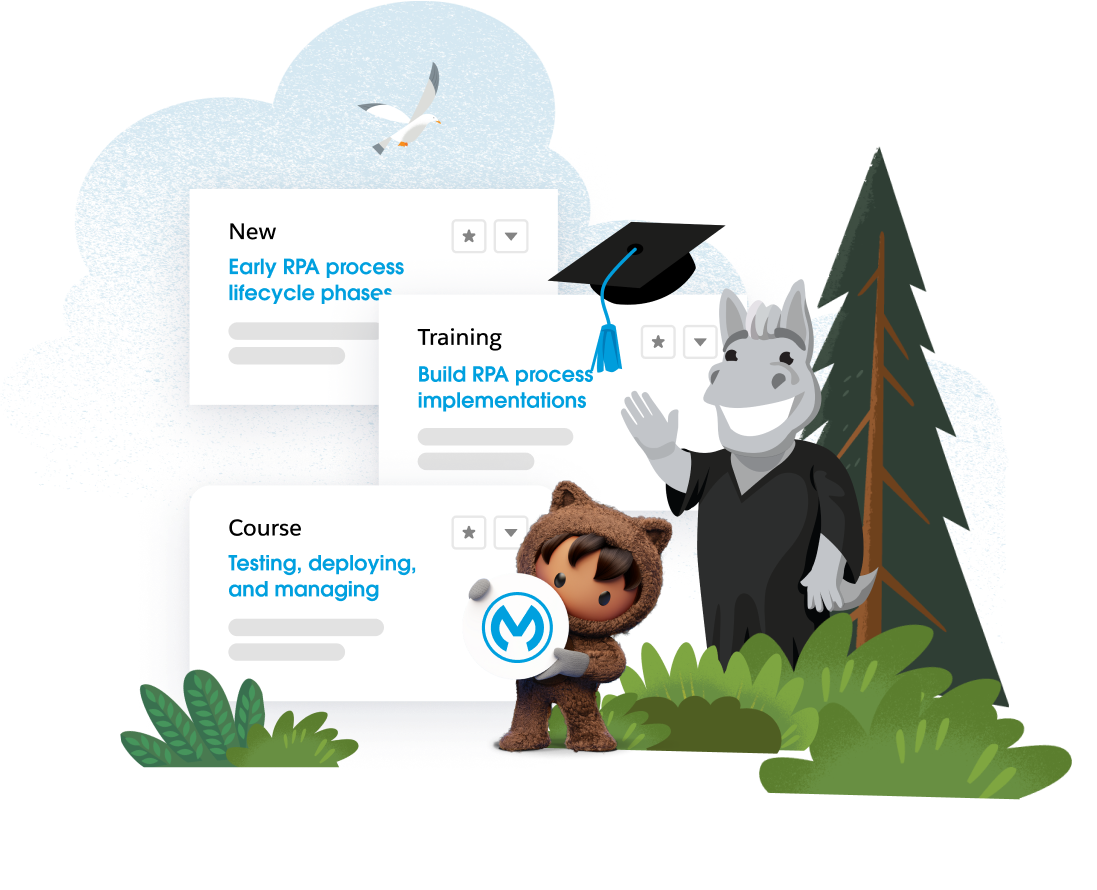 New
Early RPA process
lifecycle phases
Training
Build RPA process
implementations
Course
Testing, deploying,
and managing